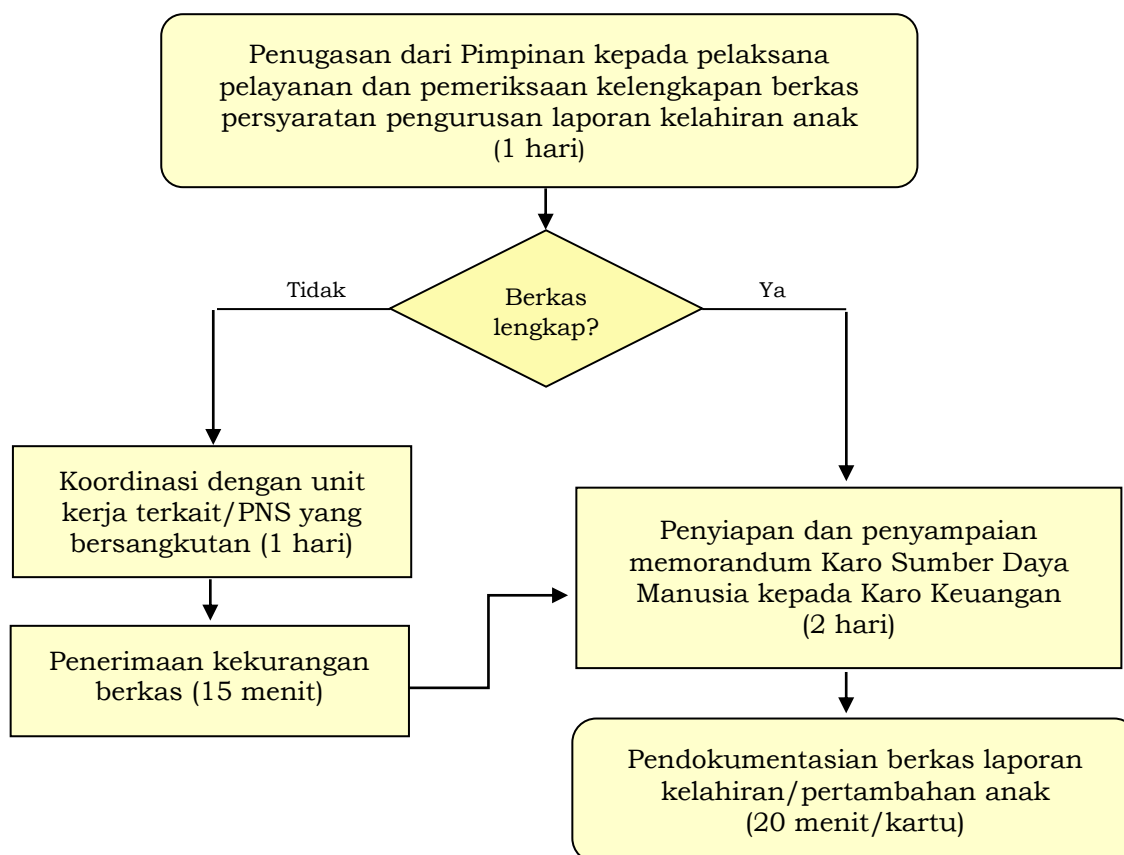 Penugasan dari Pimpinan kepada pelaksana
pelayanan dan pemeriksaan kelengkapan berkas
persyaratan pengurusan laporan kelahiran anak
(1 hari)
Berkas
lengkap?
Tidak
Ya
Koordinasi dengan unit
kerja terkait/PNS yang
bersangkutan (1 hari)
Penerimaan kekurangan
berkas (15 menit)
Penyiapan dan penyampaian
memorandum Karo Sumber Daya
Manusia kepada Karo Keuangan
(2 hari)
Pendokumentasian berkas laporan
kelahiran/pertambahan anak
(20 menit/kartu)